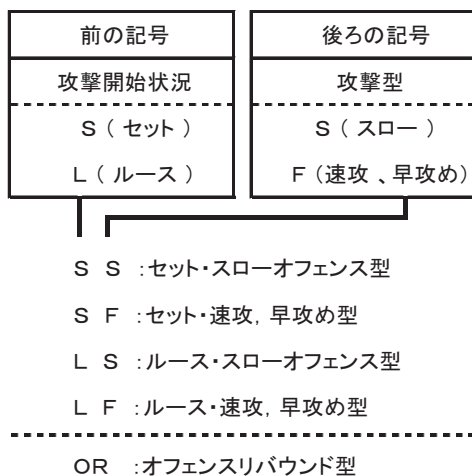 前の記号
攻撃開始状況
S ( セット )
L ( ルース )
後ろの記号
攻撃型
S ( スロー )
F (速攻 、早攻め)
S S :セット・スローオフェンス型
S F :セット・速攻, 早攻め型
L S :ルース・スローオフェンス型
L F :ルース・速攻, 早攻め型
OR :オフェンスリバウンド型